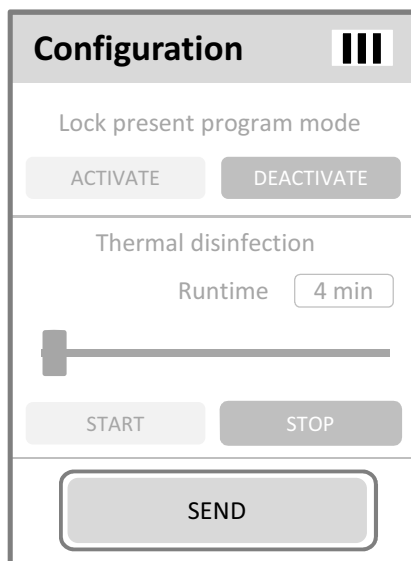 Configuration
Lock present program mode
ACTIVATE DEACTIVATE
Thermal disinfection
Runtime 4 min
START STOP
SEND